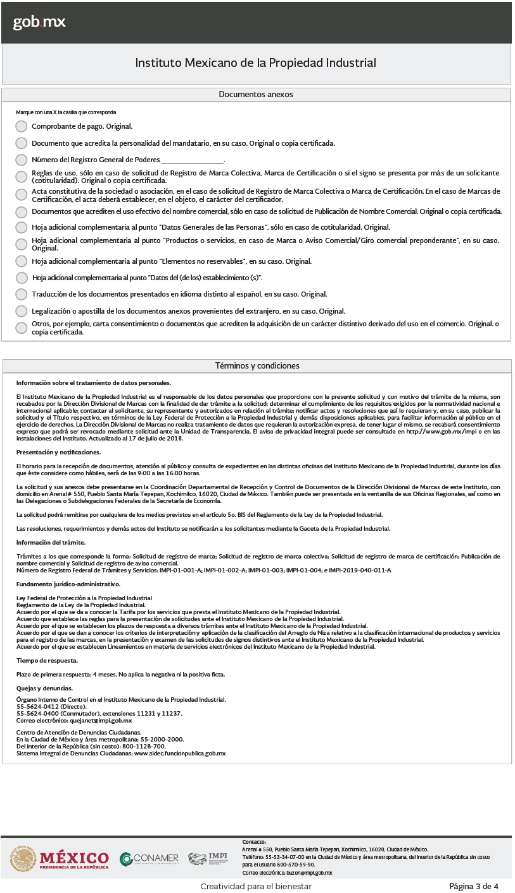 gob.mx
Instituto Mexicano de la Propiedad Industrial
Documentos anexos
Marque con una X la casilla que corresponda
Comprobante de pago. Original.
Documento que acredita la personalidad del mandatario, en su caso. Original o copia certificada.
Número del Registro General de Poderes_________________.
Reglas de uso, sólo en caso de solicitud de Registro de Marca Colectiva, Marca de Certificación o si el signo se presenta por más de un solicitante
(cotitularidad). Original o copia certificada.
Acta constitutiva de la sociedad o asociación, en el caso de solicitud de Registro de Marca Colectiva o Marca de Certificación. En el caso de Marcas de
Certificación, el acta deberá establecer, en el objeto, el carácter del certificador.
Documentos que acrediten el uso efectivo del nombre comercial, sólo en caso de solicitud de Publicación de Nombre Comercial. Original o copia certificada.
Hoja adicional complementaria al punto "Datos Generales de las Personas", sólo en caso de cotitularidad. Original.
Hoja adicional complementaria al punto "Productos o servicios, en caso de Marca o Aviso Comercial/Giro comercial preponderante", en su caso.
Original.
Hoja adicional complementaria al punto "Elementos no reservables", en su caso. Original.
Hoja adicional complementaria al punto "Datos del (de los) establecimiento (s)".
Traducción de los documentos presentados en idioma distinto al español, en su caso. Original.
Legalización o apostilla de los documentos anexos provenientes del extranjero, en su caso. Original.
Otros, por ejemplo, carta consentimiento o documentos que acrediten la adquisición de un carácter distintivo derivado del uso en el comercio. Original. o
copia certificada.
Términos y condiciones
Información sobre el tratamiento de datos personales.
El Instituto Mexicano de la Propiedad Industrial es el responsable de los datos personales que proporcione con la presente solicitud y con motivo del trámite de la misma, son
recabados por la Dirección Divisional de Marcas con la finalidad de dar trámite a la solicitud; determinar el cumplimiento de los requisitos exigidos por la normatividad nacional e
internacional aplicable; contactar al solicitante, su representante y autorizados en relación al trámite; notificar actos y resoluciones que así lo requieran y, en su caso, publicar la
solicitud y el Título respectivo, en términos de la Ley Federal de Protección a la Propiedad Industrial y demás disposiciones aplicables, para facilitar información al público en el
ejercicio de derechos. La Dirección Divisional de Marcas no realiza tratamiento de datos que requieran la autorización expresa, de tener lugar el mismo, se recabará consentimiento
expreso que podrá ser revocado mediante solicitud ante la Unidad de Transparencia. El aviso de privacidad integral puede ser consultado en http://www.gob.mx/impi o en las
instalaciones del Instituto. Actualizado al 17 de julio de 2018.
Presentación y notificaciones.
El horario para la recepción de documentos, atención al público y consulta de expedientes en las distintas oficinas del Instituto Mexicano de la Propiedad Industrial, durante los días
que éste considere como hábiles, será de las 9:00 a las 16:00 horas.
La solicitud y sus anexos debe presentarse en la Coordinación Departamental de Recepción y Control de Documentos de la Dirección Divisional de Marcas de este Instituto, con
domicilio en Arenal # 550, Pueblo Santa María Tepepan, Xochimilco, 16020, Ciudad de México. También puede ser presentada en la ventanilla de sus Oficinas Regionales, así como en
las Delegaciones o Subdelegaciones Federales de la Secretaría de Economía.
La solicitud podrá remitirse por cualquiera de los medios previstos en el artículo 5o. BIS del Reglamento de la Ley de la Propiedad Industrial.
Las resoluciones, requerimientos y demás actos del Instituto se notificarán a los solicitantes mediante la Gaceta de la Propiedad Industrial.
Información del trámite.
Trámites a los que corresponde la forma: Solicitud de registro de marca; Solicitud de registro de marca colectiva; Solicitud de registro de marca de certificación; Publicación de
nombre comercial y Solicitud de registro de aviso comercial.
Número de Registro Federal de Trámites y Servicios: IMPI-01-001-A; IMPI-01-002-A, IMPI-01-003; IMPI-01-004; e IMPI-2019-040-011-A
Fundamento jurídico-administrativo.
Ley Federal de Protección a la Propiedad Industrial
Reglamento de la Ley de la Propiedad Industrial.
Acuerdo por el que se da a conocer la Tarifa por los servicios que presta el Instituto Mexicano de la Propiedad Industrial.
Acuerdo que establece las reglas para la presentación de solicitudes ante el Instituto Mexicano de la Propiedad Industrial.
Acuerdo por el que se establecen los plazos de respuesta a diversos trámites ante el Instituto Mexicano de la Propiedad Industrial.
Acuerdo por el que se dan a conocer los criterios de interpretación y aplicación de la clasificación del Arreglo de Niza relativo a la clasificación internacional de productos y servicios
para el registro de las marcas, en la presentación y examen de las solicitudes de signos distintivos ante el Instituto Mexicano de la Propiedad Industrial.
Acuerdo por el que se establecen Lineamientos en materia de servicios electrónicos del Instituto Mexicano de la Propiedad Industrial.
Tiempo de respuesta.
Plazo de primera respuesta: 4 meses. No aplica la negativa ni la positiva ficta.
Quejas y denuncias.
Órgano Interno de Control en el Instituto Mexicano de la Propiedad Industrial.
55-5624-0412 (Directo).
55-5624-0400 (Conmutador), extensiones 11231 y 11237.
Correo electrónico: quejanet@impi.gob.mx
Centro de Atención de Denuncias Ciudadanas.
En la Ciudad de México y área metropolitana: 55-2000-2000.
Del Interior de la República (sin costo): 800-1128-700.
Sistema Integral de Denuncias Ciudadanas: www.sidec.funcionpublica.gob.mx
MÉXICO
PRESIDENCIA DE LA REPÚBLICA
CONAMER
IMPI
Contacto:
Arenal # 550, Pueblo Santa María Tepepan, Xochimilco, 16020, Ciudad de México.
Teléfono: 55-53-34-07-00 en la Ciudad de México y área metropolitana, del interior de la República sin costo
para el usuario 800-570-59-90.
Correo electrónico: buzon@impi.gob.mx
Creatividad para el bienestar
Página 3 de 4